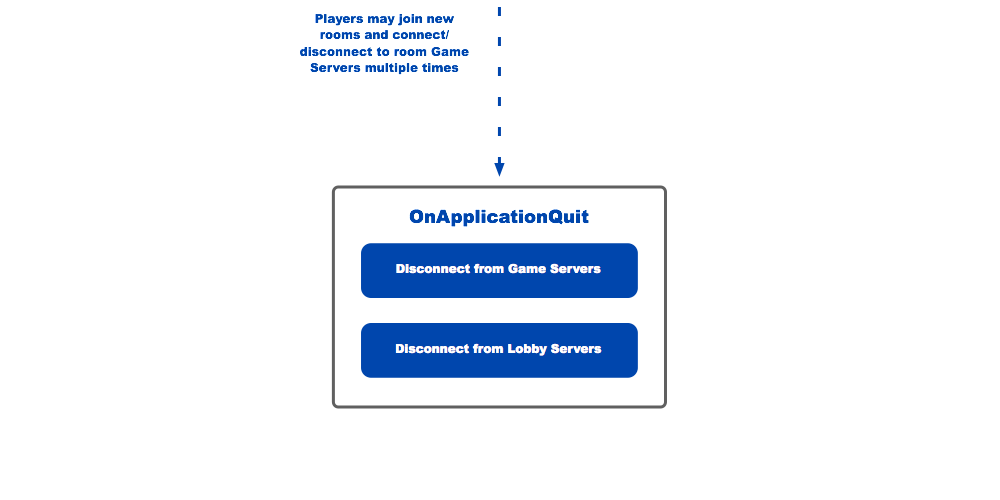 Players may join new
rooms and connect/
disconnect to room Game
Servers multiple times
OnApplicationQuit
Disconnect from Game Servers
Disconnect from Lobby Servers